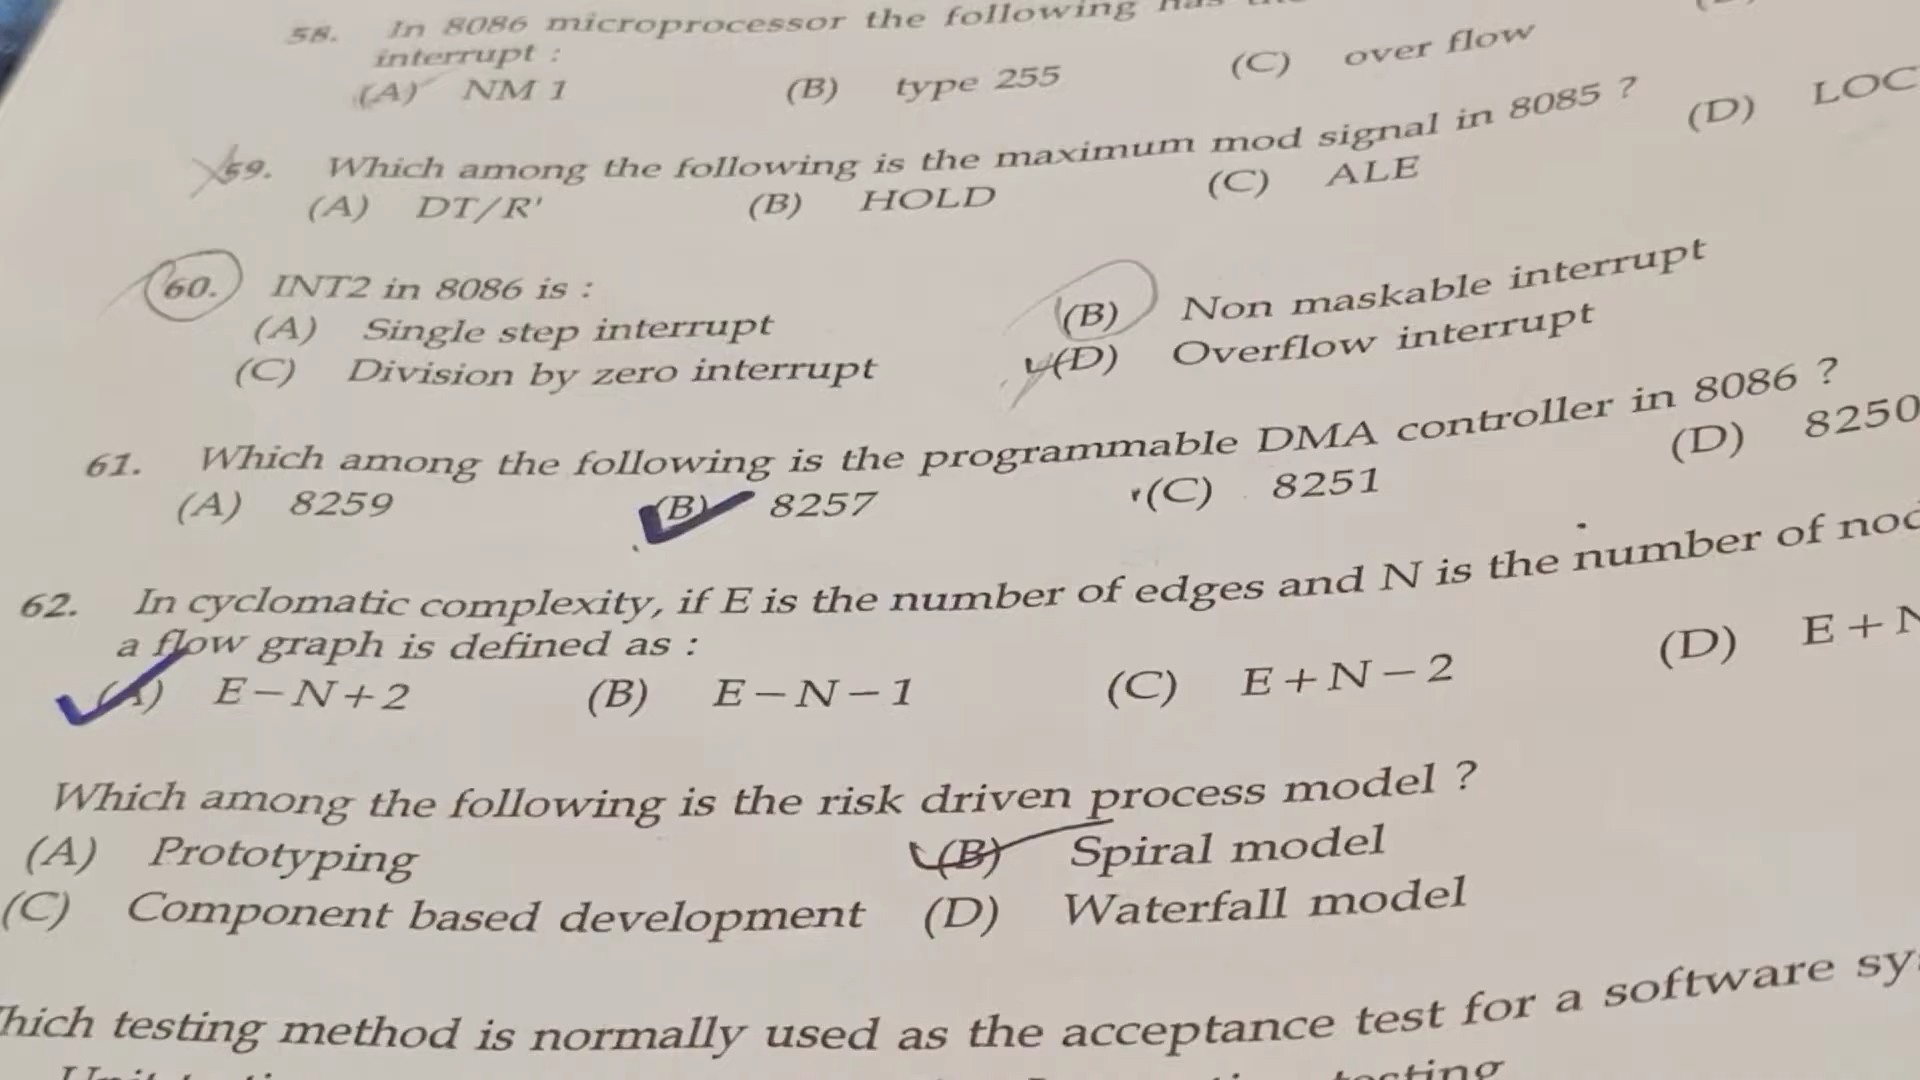 58. In 8086 microprocessor the following has
interrupt :
(A) NM 1 (B) type 255 (C) over flow
59. Which among the following is the maximum mod signal in 8085 ?
(A) DT/R' (B) HOLD (C) ALE (D) LOC
60. INT2 in 8086 is :
(A) Single step interrupt (B) Non maskable interrupt
(C) Division by zero interrupt (D) Overflow interrupt
61. Which among the following is the programmable DMA controller in 8086 ?
(A) 8259 (B) 8257 (C) 8251 (D) 8250
62. In cyclomatic complexity, if E is the number of edges and N is the number of nod
a flow graph is defined as :
(A) E-N+2 (B) E-N-1 (C) E+N-2 (D) E+N
Which among the following is the risk driven process model ?
(A) Prototyping (B) Spiral model
(C) Component based development (D) Waterfall model
hich testing method is normally used as the acceptance test for a software sy
testing